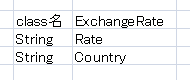 class名 ExchangeRate
String Rate
String Country